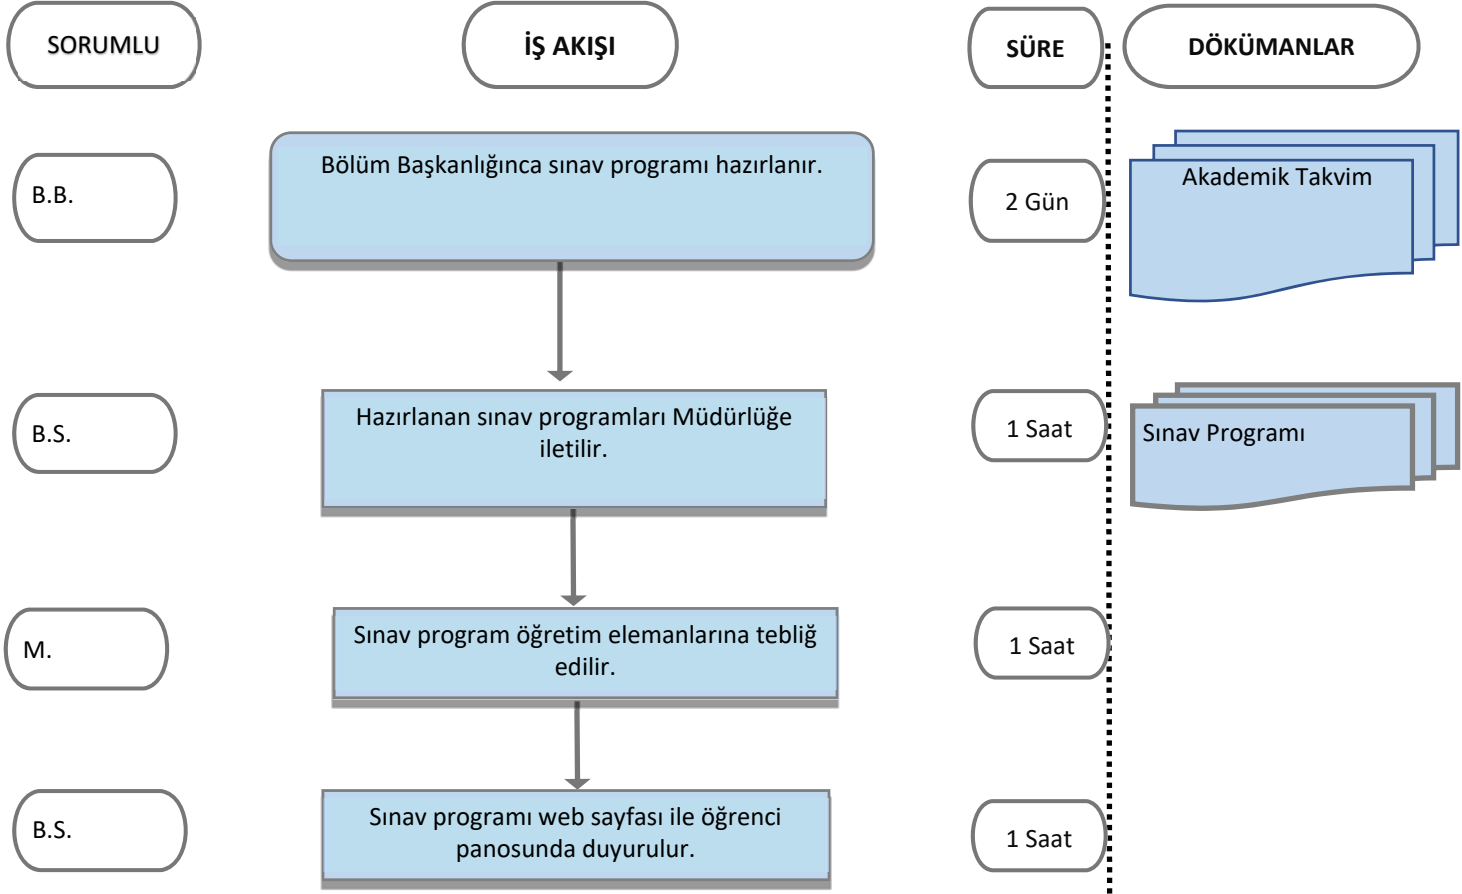 SORUMLU
İŞ AKIŞI
SÜRE
DÖKÜMANLAR
B.B.
Bölüm Başkanlığınca sınav programı hazırlanır.
2 Gün
Akademik Takvim
B.S.
Hazırlanan sınav programları Müdürlüğe
iletilir.
1 Saat
Sınav Programı
M.
Sınav program öğretim elemanlarına tebliğ
edilir.
1 Saat
B.S.
Sınav programı web sayfası ile öğrenci
panosunda duyurulur.
1 Saat